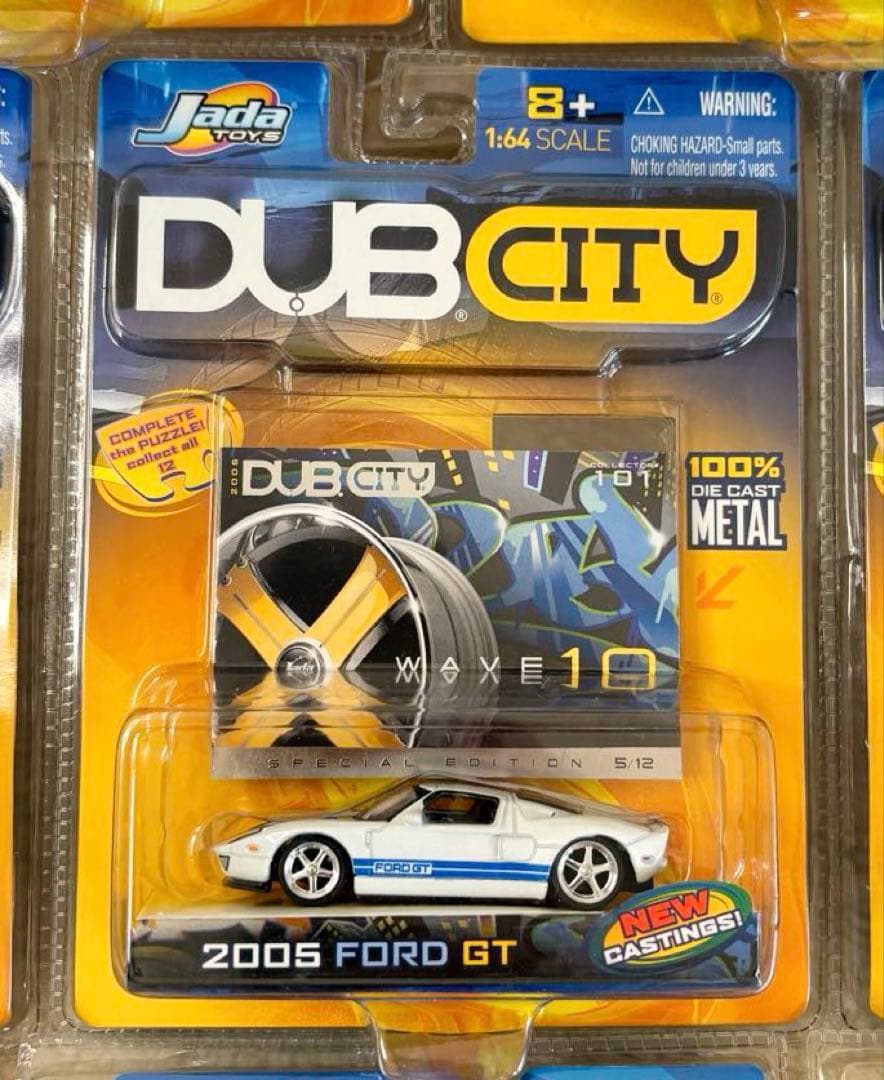 Jada
TOYS
8+
1:64 SCALE
WARNING:
CHOKING HAZARD-Small parts.
Not for children under 3 years.
DUB CITY
®
®
COMPLETE
the PUZZLE!
collect all
12
2006
DUB CITY
COLLECTOR#
101
100%
DIE CAST
METAL
Jada
WAVE 10
SPECIAL EDITION 5/12
FORD GT
2005 FORD GT
NEW
CASTINGS!